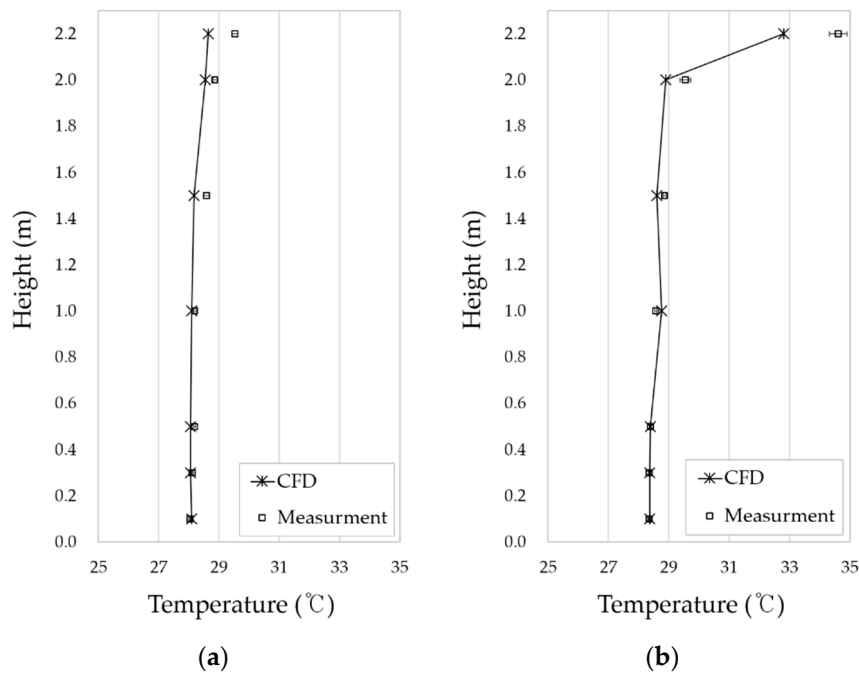 2.2
2.0
1.8
1.6
1.4
1.2
1.0
0.8
0.6
0.4
0.2
0.0
Height (m)
25 27 29 31 33 35
Temperature (℃)
CFD
Measurment
(a)
2.2
2.0
1.8
1.6
1.4
1.2
1.0
0.8
0.6
0.4
0.2
0.0
Height (m)
25 27 29 31 33 35
Temperature (℃)
CFD
Measurment
(b)